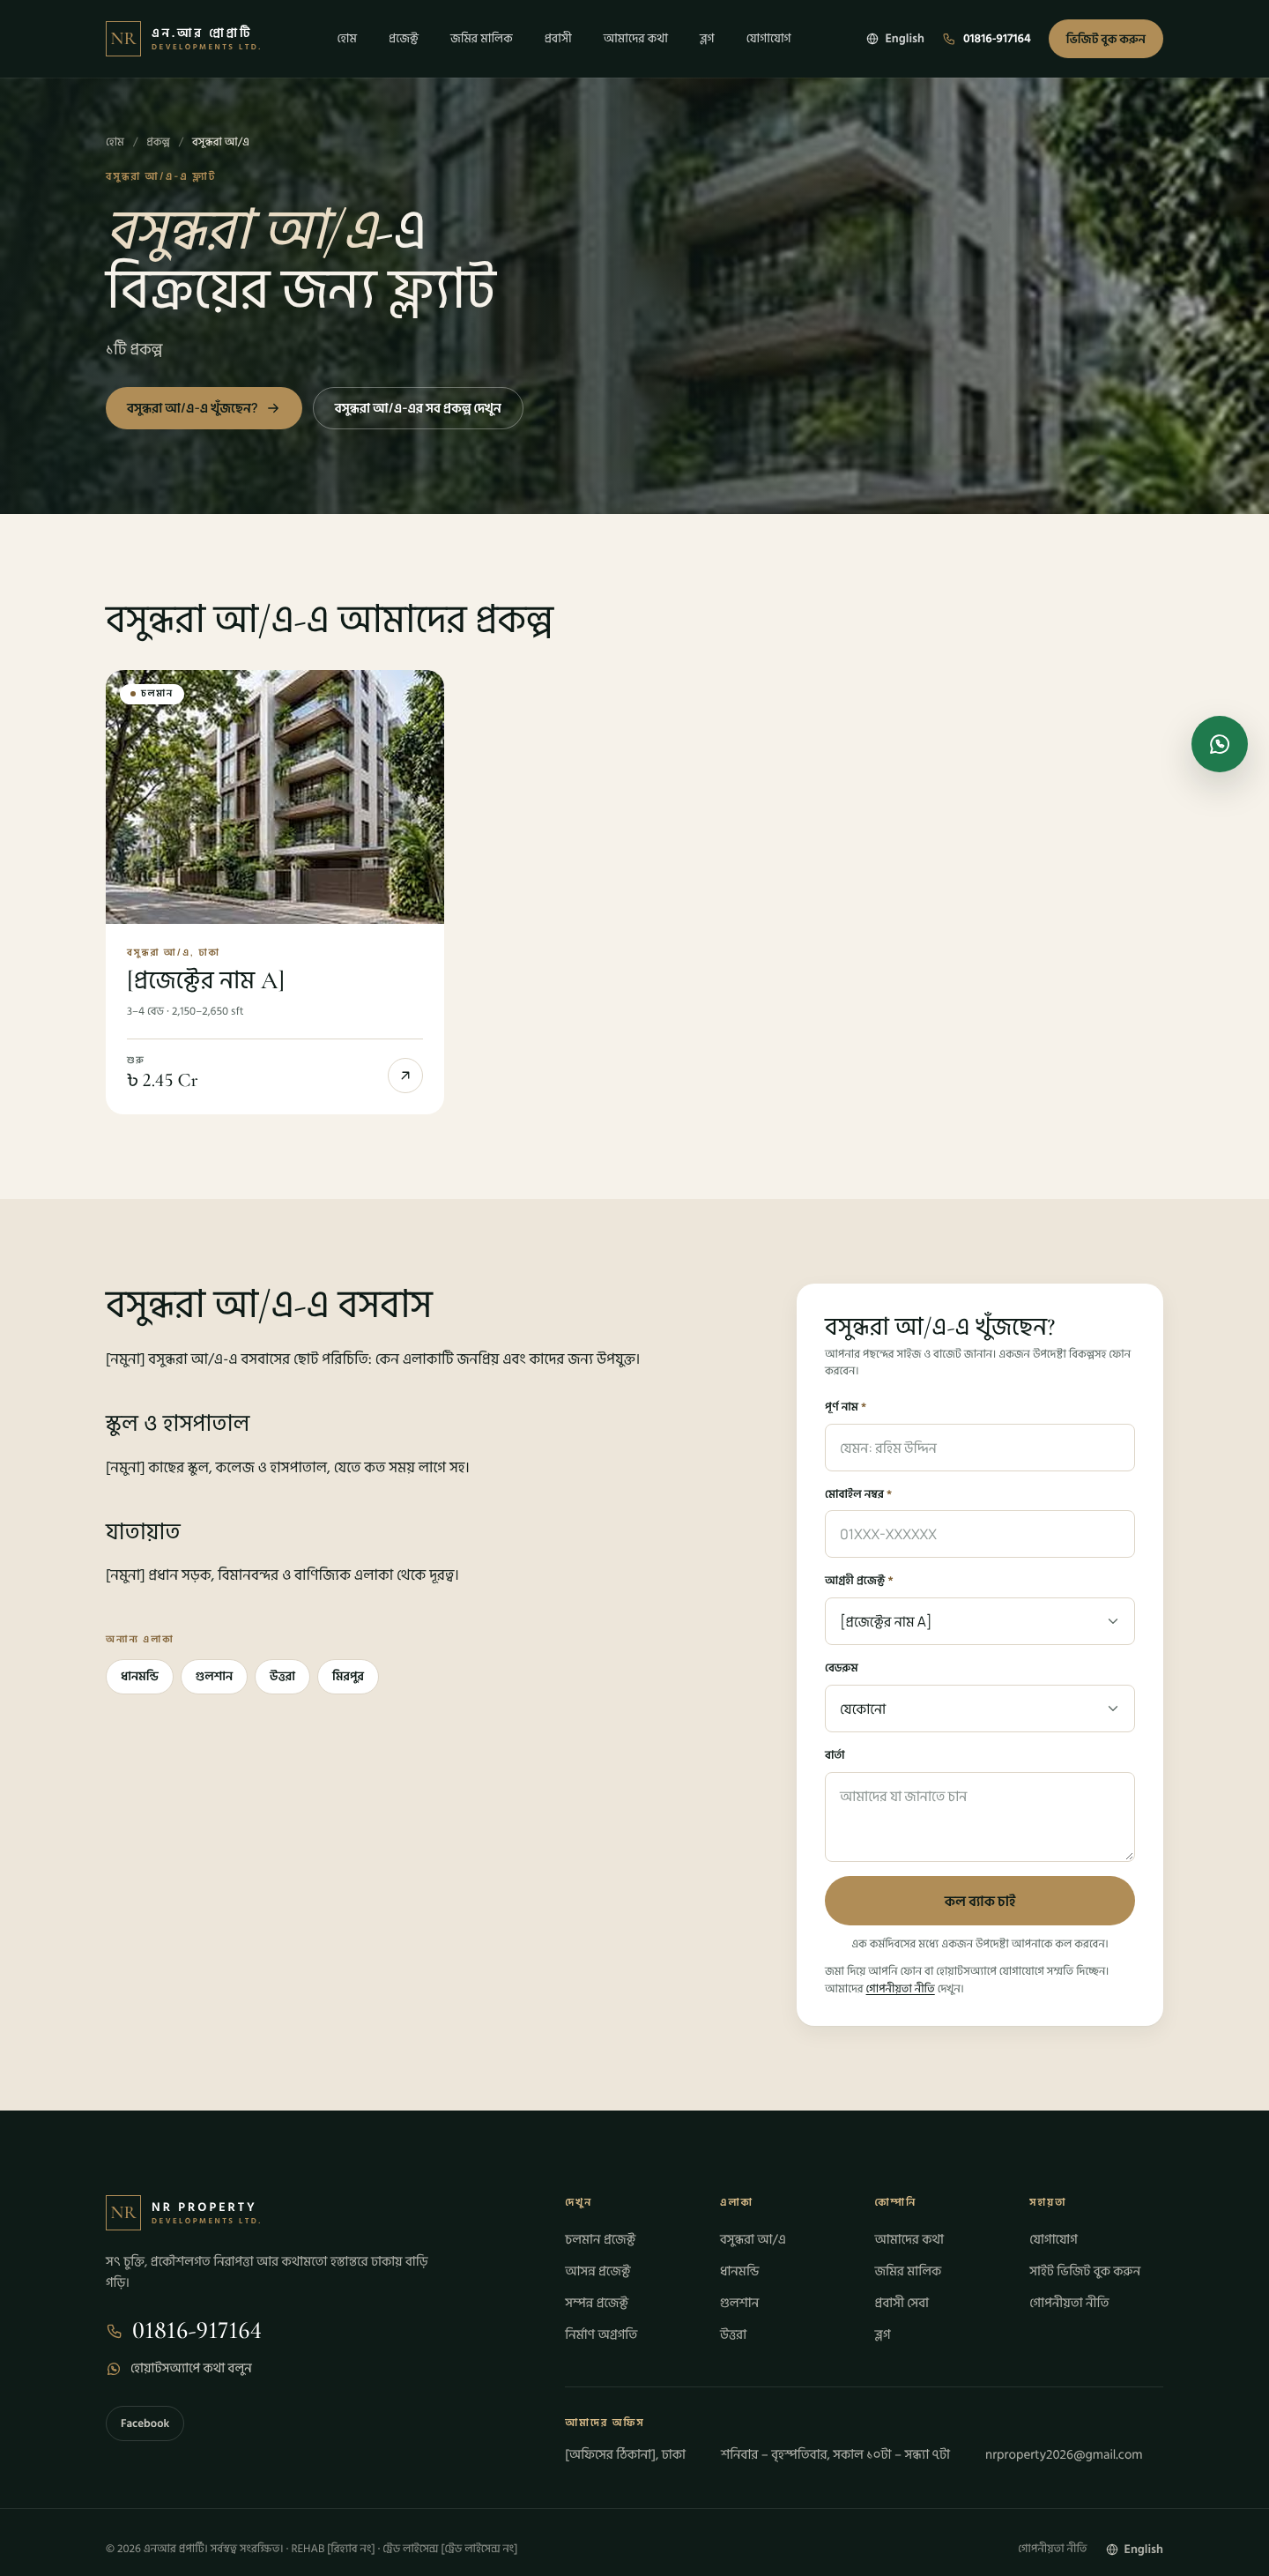 NR
এন.আর প্রোপ্রার্টি
DEVELOPMENTS LTD.
হোম
প্রজেক্ট
জমির মালিক
প্রবাসী
আমাদের কথা
ব্লগ
যোগাযোগ
English
01816-917164
ভিজিট বুক করুন
হোম / প্রকল্প / বসুন্ধরা আ/এ
বসুন্ধরা আ/এ-এ ফ্ল্যাট
বসুন্ধরা আ/এ-এ
বিক্রয়ের জন্য ফ্ল্যাট
১টি প্রকল্প
বসুন্ধরা আ/এ-এ খুঁজছেন?
বসুন্ধরা আ/এ-এর সব প্রকল্প দেখুন
বসুন্ধরা আ/এ-এ আমাদের প্রকল্প
চলমান
বসুন্ধরা আ/এ, ঢাকা
[প্রজেক্টের নাম A]
3–4 বেড · 2,150–2,650 sft
শুরু
৳ 2.45 Cr
বসুন্ধরা আ/এ-এ বসবাস
[নমুনা] বসুন্ধরা আ/এ-এ বসবাসের ছোট পরিচিতি: কেন এলাকাটি জনপ্রিয় এবং কাদের জন্য উপযুক্ত।
স্কুল ও হাসপাতাল
[নমুনা] কাছের স্কুল, কলেজ ও হাসপাতাল, যেতে কত সময় লাগে সহ।
যাতায়াত
[নমুনা] প্রধান সড়ক, বিমানবন্দর ও বাণিজ্যিক এলাকা থেকে দূরত্ব।
অন্যান্য এলাকা
ধানমন্ডি
গুলশান
উত্তরা
মিরপুর
বসুন্ধরা আ/এ-এ খুঁজছেন?
আপনার পছন্দের সাইজ ও বাজেট জানান। একজন উপদেষ্টা বিকল্পসহ ফোন
করবেন।
পূর্ণ নাম *
যেমন: রহিম উদ্দিন
মোবাইল নম্বর *
01XXX-XXXXXX
আগ্রহী প্রজেক্ট *
[প্রজেক্টের নাম A]
বেডরুম
যেকোনো
বার্তা
আমাদের যা জানাতে চান
কল ব্যাক চাই
এক কর্মদিবসের মধ্যে একজন উপদেষ্টা আপনাকে কল করবেন।
জমা দিয়ে আপনি ফোন বা হোয়াটসঅ্যাপে যোগাযোগে সম্মতি দিচ্ছেন।
আমাদের গোপনীয়তা নীতি দেখুন।
NR
NR PROPERTY
DEVELOPMENTS LTD.
সৎ চুক্তি, প্রকৌশলগত নিরাপত্তা আর কথামতো হস্তান্তরে ঢাকায় বাড়ি
গড়ি।
01816-917164
হোয়াটসঅ্যাপে কথা বলুন
Facebook
দেখুন
চলমান প্রজেক্ট
আসন্ন প্রজেক্ট
সম্পন্ন প্রজেক্ট
নির্মাণ অগ্রগতি
এলাকা
বসুন্ধরা আ/এ
ধানমন্ডি
গুলশান
উত্তরা
কোম্পানি
আমাদের কথা
জমির মালিক
প্রবাসী সেবা
ব্লগ
সহায়তা
যোগাযোগ
সাইট ভিজিট বুক করুন
গোপনীয়তা নীতি
আমাদের অফিস
[অফিসের ঠিকানা], ঢাকা
শনিবার – বৃহস্পতিবার, সকাল ১০টা – সন্ধ্যা ৭টা
nrproperty2026@gmail.com
© 2026 এনআর প্রপার্টি। সর্বস্বত্ব সংরক্ষিত। · REHAB [রিহ্যাব নং] · ট্রেড লাইসেন্স [ট্রেড লাইসেন্স নং]
গোপনীয়তা নীতি
English